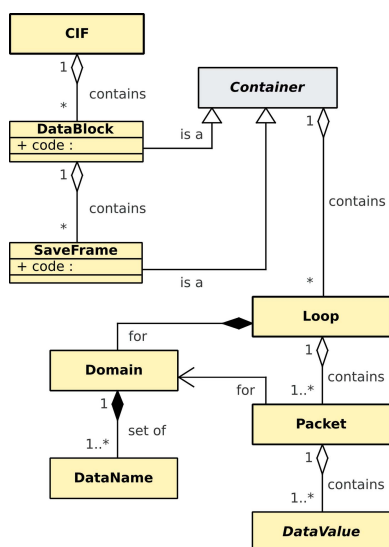 CIF
1
contains
*
DataBlock
+ code :
Container
is a
1
1
contains
*
contains
SaveFrame
+ code :
is a
*
Loop
for
1
contains
1..*
Domain
for
1
Packet
set of
1
1..*
contains
DataName
1..*
DataValue